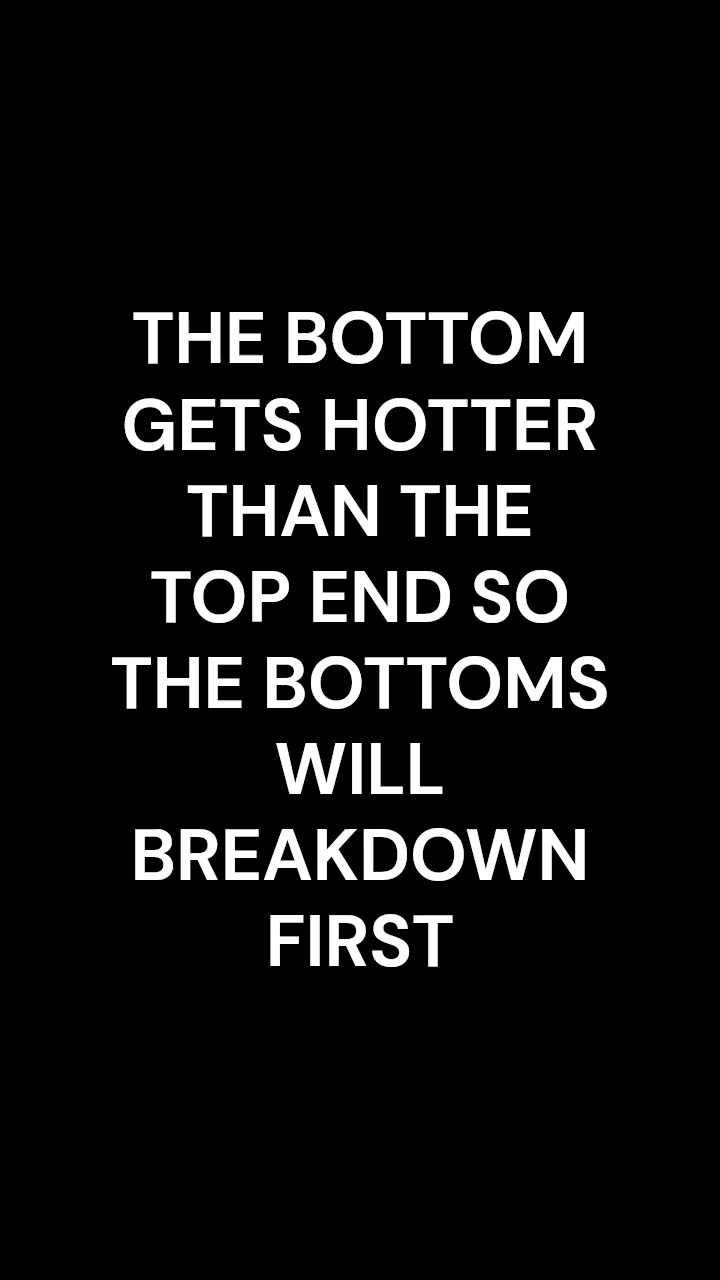 THE BOTTOM
GETS HOTTER
THAN THE
TOP END SO
THE BOTTOMS
WILL
BREAKDOWN
FIRST